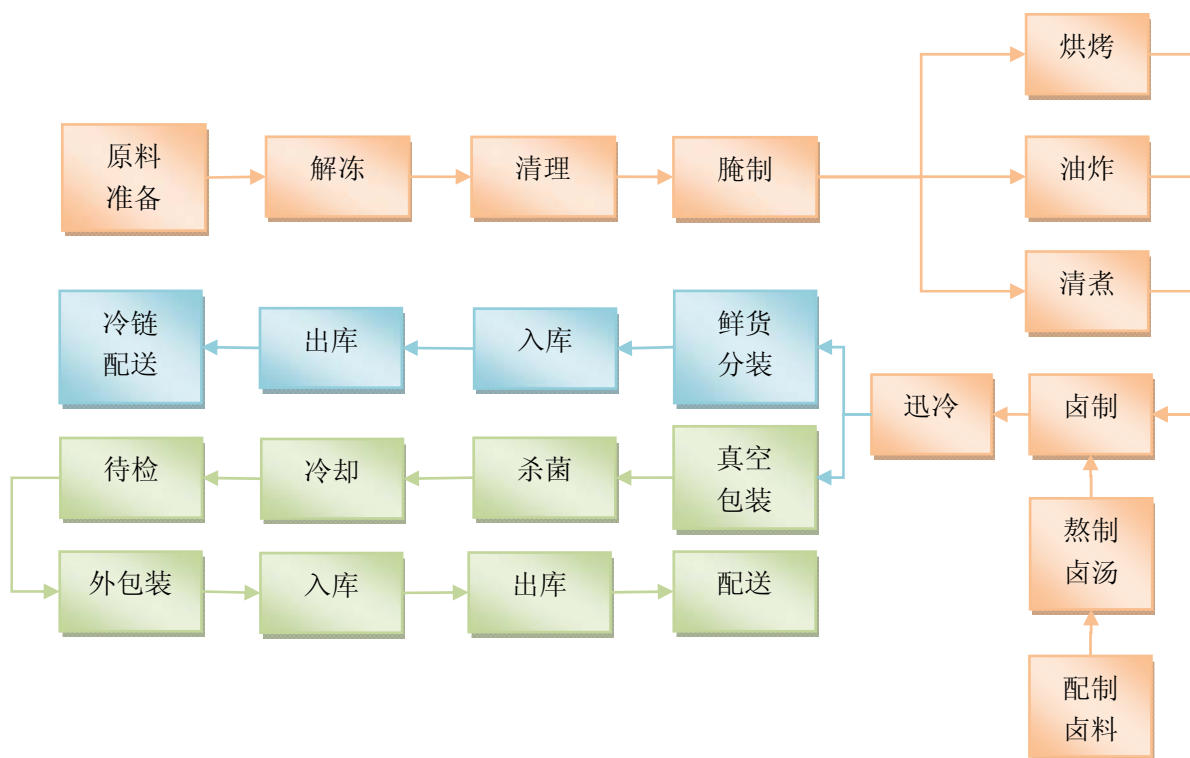 烘烤
原料
准备
解冻
清理
腌制
油炸
清煮
冷链
配送
出库
入库
鲜货
分装
迅冷
卤制
待检
冷却
杀菌
真空
包装
熬制
卤汤
外包装
入库
出库
配送
配制
卤料